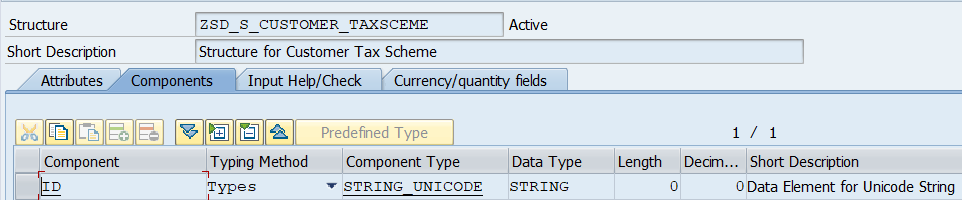 Structure ZSD_S_CUSTOMER_TAXSCEME Active
Short Description Structure for Customer Tax Scheme
Attributes Components Input Help/Check Currency/quantity fields
Predefined Type 1 / 1
Component Typing Method Component Type Data Type Length Decim... Short Description
ID Types STRING_UNICODE STRING 0 0 Data Element for Unicode String